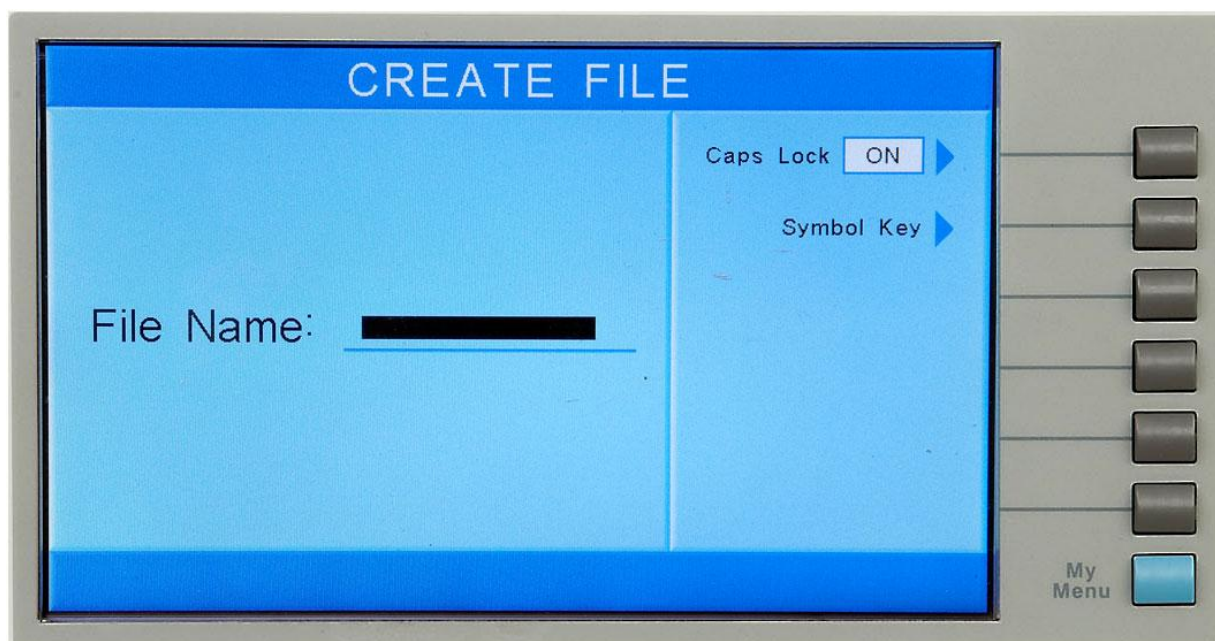 CREATE FILE
Caps Lock ON
Symbol Key
File Name:
My
Menu